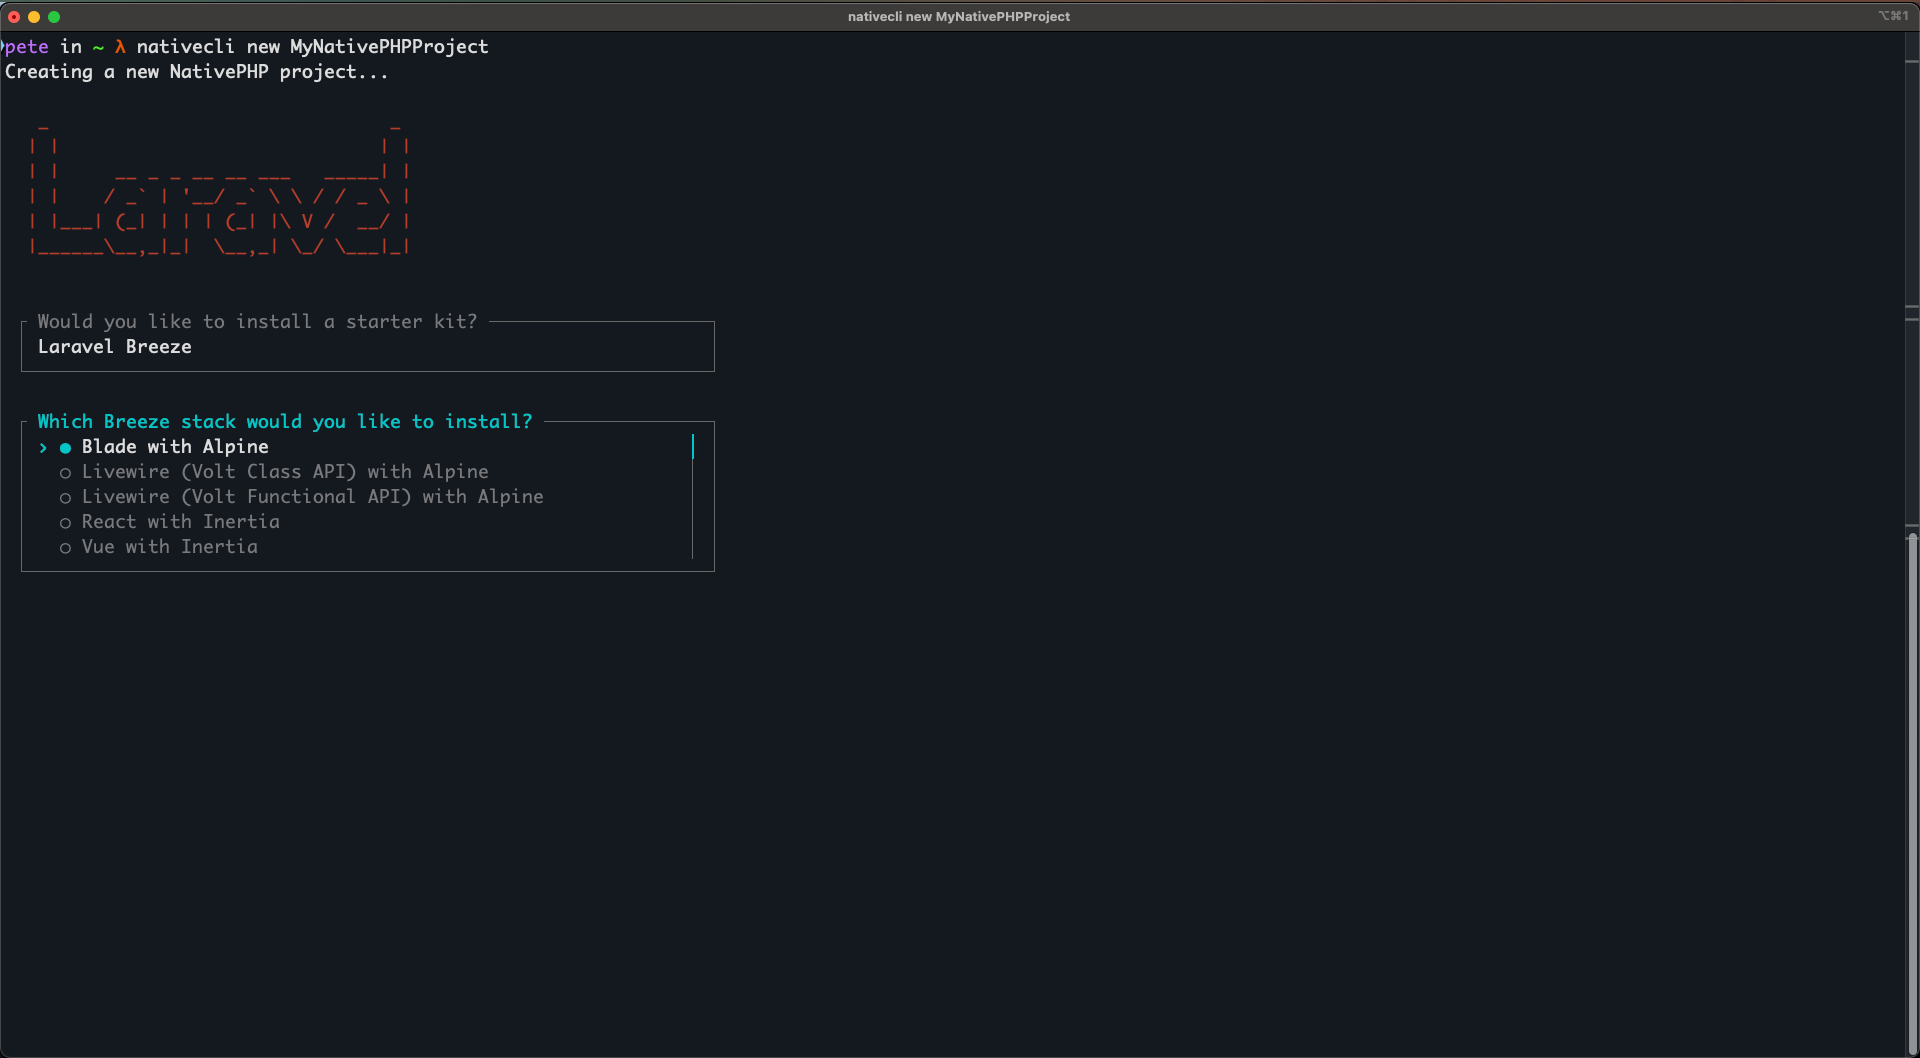 nativecli new MyNativePHPProject
⌥⌘1
pete in ~ λ nativecli new MyNativePHPProject
Creating a new NativePHP project...
Laravel
Would you like to install a starter kit?
Laravel Breeze
Which Breeze stack would you like to install?
› ● Blade with Alpine
○ Livewire (Volt Class API) with Alpine
○ Livewire (Volt Functional API) with Alpine
○ React with Inertia
○ Vue with Inertia